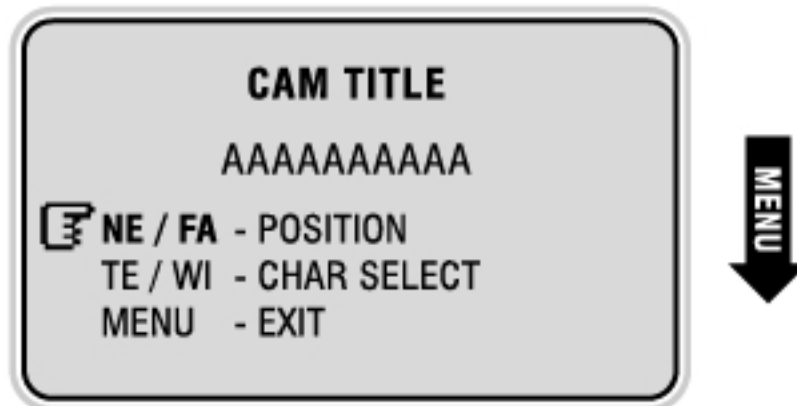 CAM TITLE
AAAAAAAAAA
NE / FA - POSITION
TE / WI - CHAR SELECT
MENU - EXIT
MENU